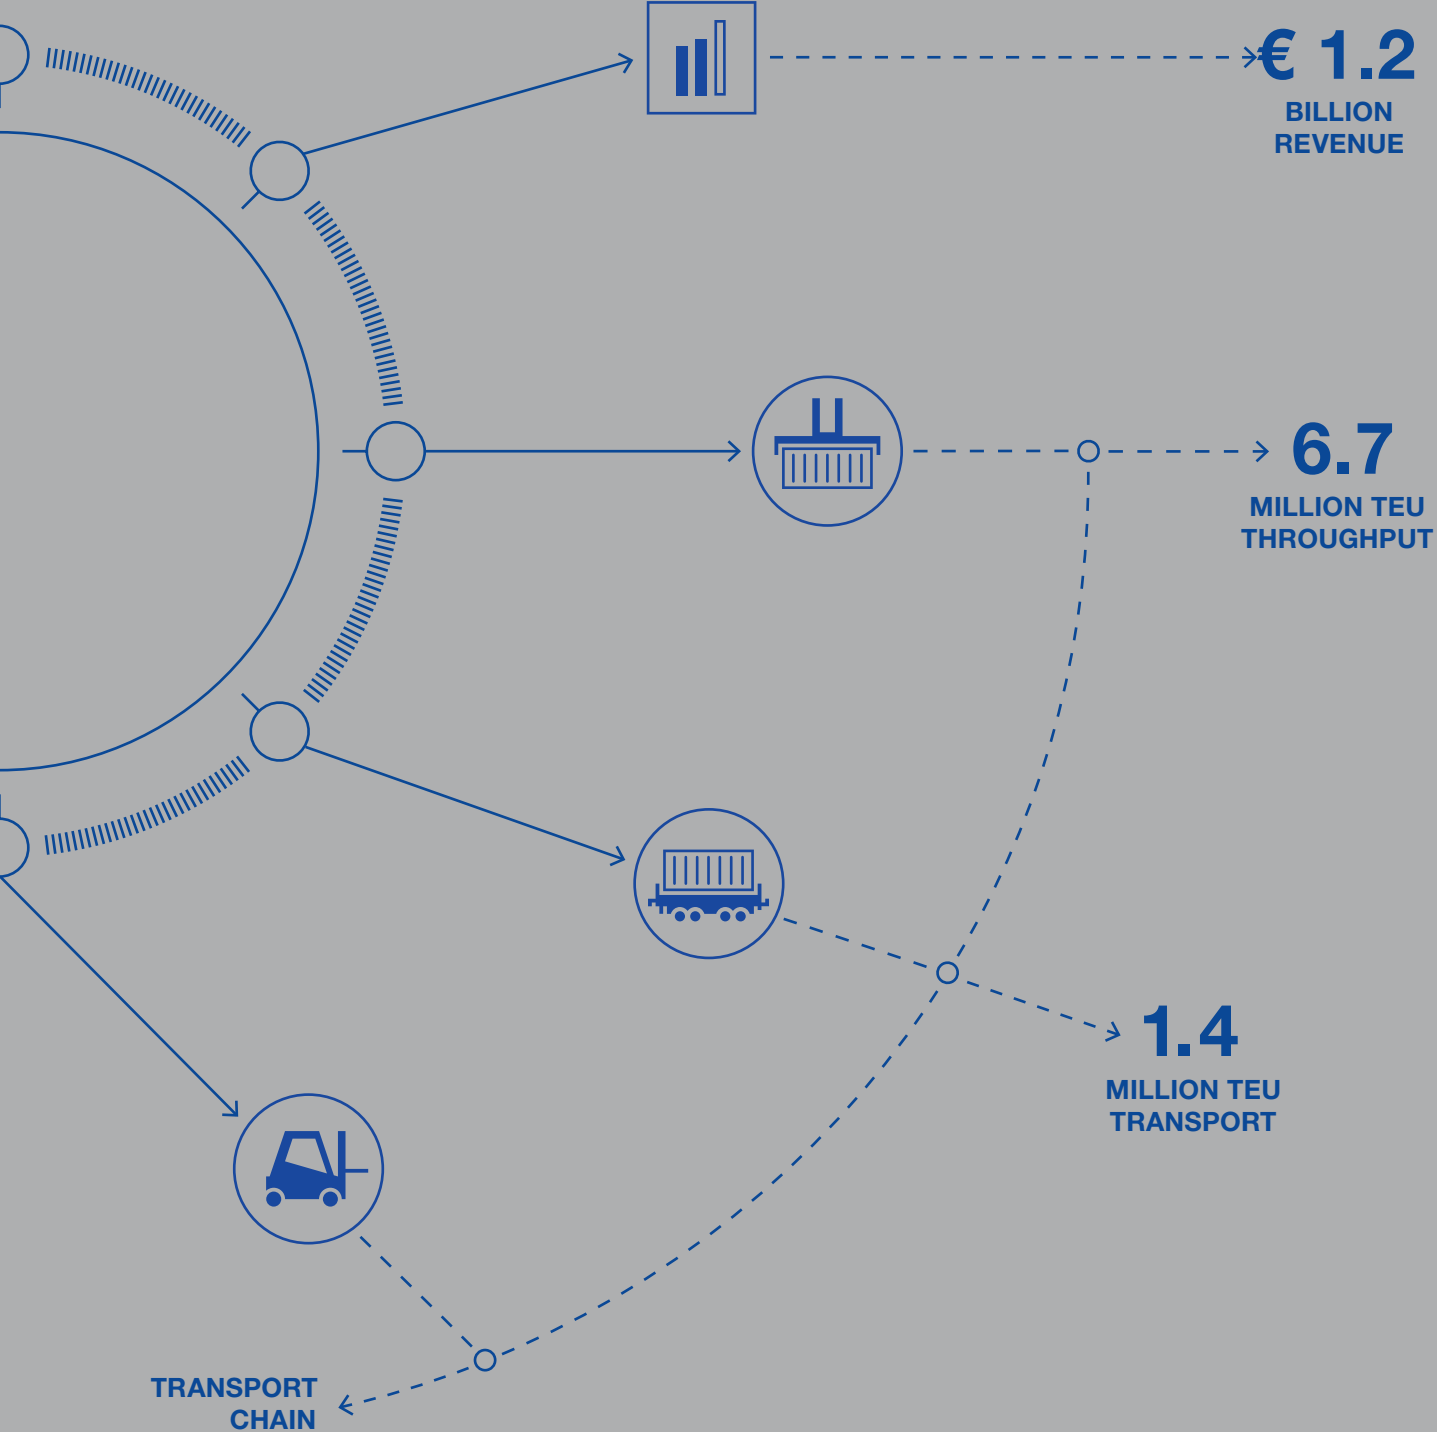 € 1.2
BILLION
REVENUE
6.7
MILLION TEU
THROUGHPUT
1.4
MILLION TEU
TRANSPORT
TRANSPORT
CHAIN